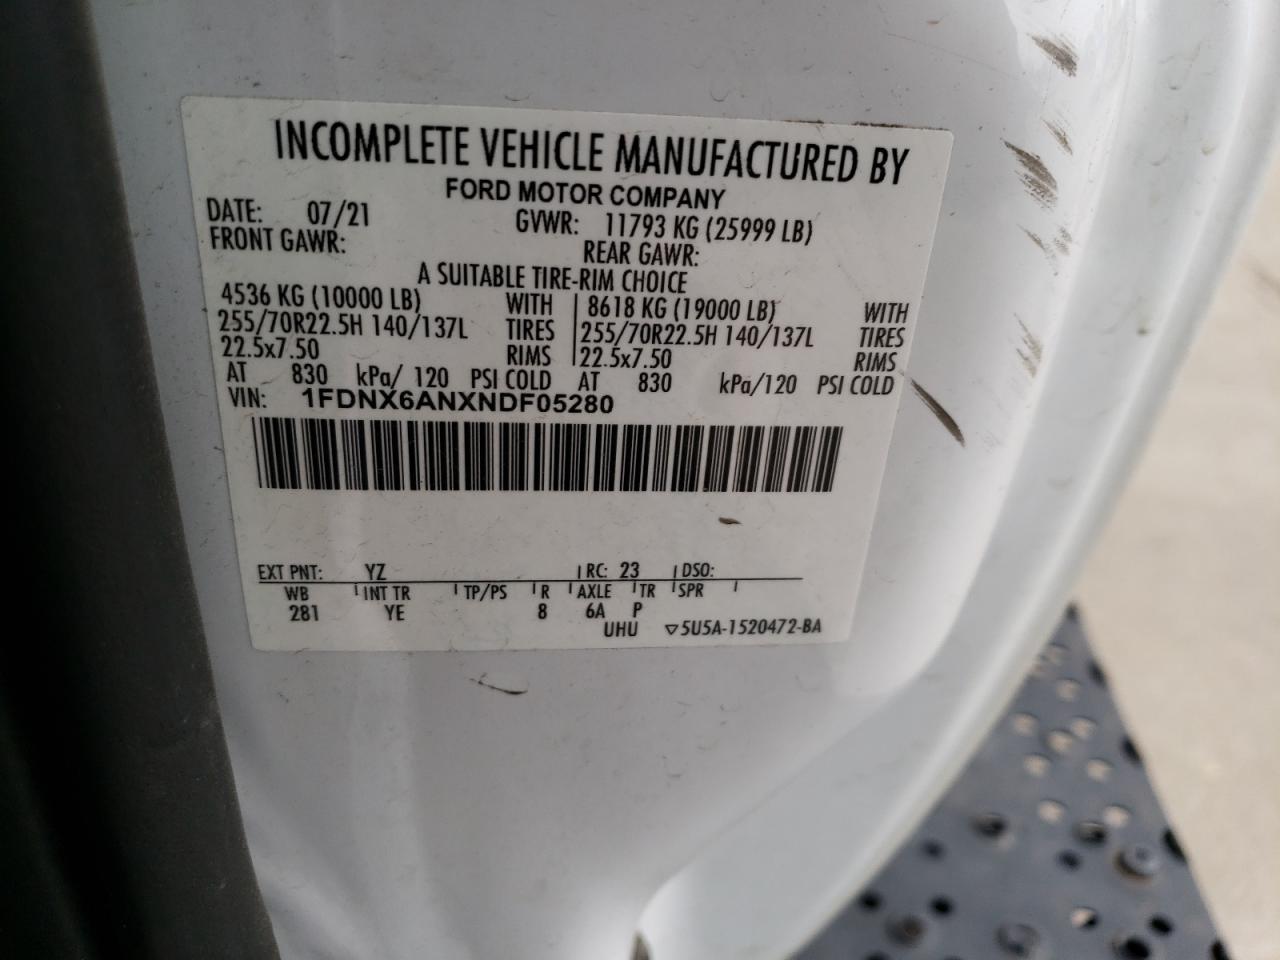 INCOMPLETE VEHICLE MANUFACTURED BY
FORD MOTOR COMPANY
DATE: 07/21 GVWR: 11793 KG (25999 LB)
FRONT GAWR: REAR GAWR:
A SUITABLE TIRE-RIM CHOICE
4536 KG (10000 LB) WITH 8618 KG (19000 LB) WITH
255/70R22.5H 140/137L TIRES 255/70R22.5H 140/137L TIRES
22.5x7.50 RIMS 22.5x7.50 RIMS
AT 830 kPa/ 120 PSI COLD AT 830 kPa/120 PSI COLD
VIN: 1FDNX6ANXNDF05280
EXT PNT: YZ RC: 23 DSO:
WB INT TR TP/PS R AXLE TR SPR
281 YE 8 6A P
UHU ▽5U5A-1520472-BA